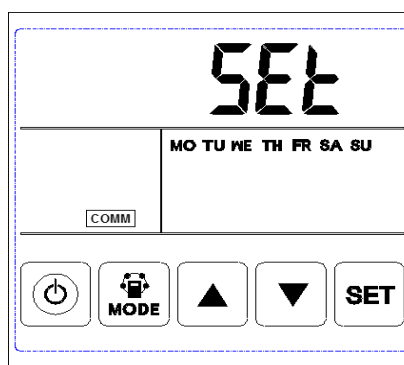 SEt
MO TU WE TH FR SA SU
COMM
MODE
SET